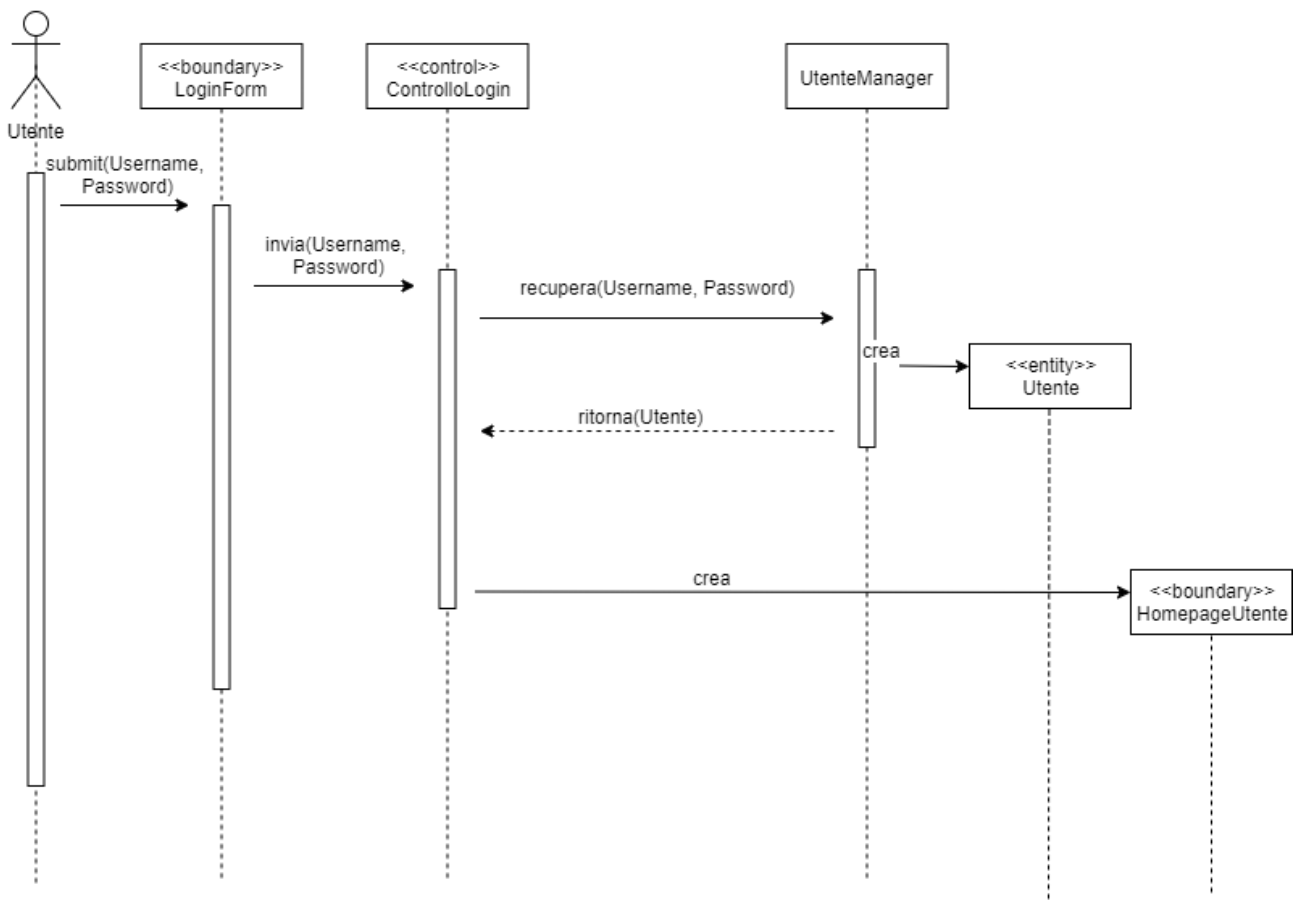 <<boundary>>
LoginForm
<<control>>
ControlloLogin
UtenteManager
Utente
submit(Username,
Password)
invia(Username,
Password)
recupera(Username, Password)
crea
<<entity>>
Utente
ritorna(Utente)
crea
<<boundary>>
HomepageUtente